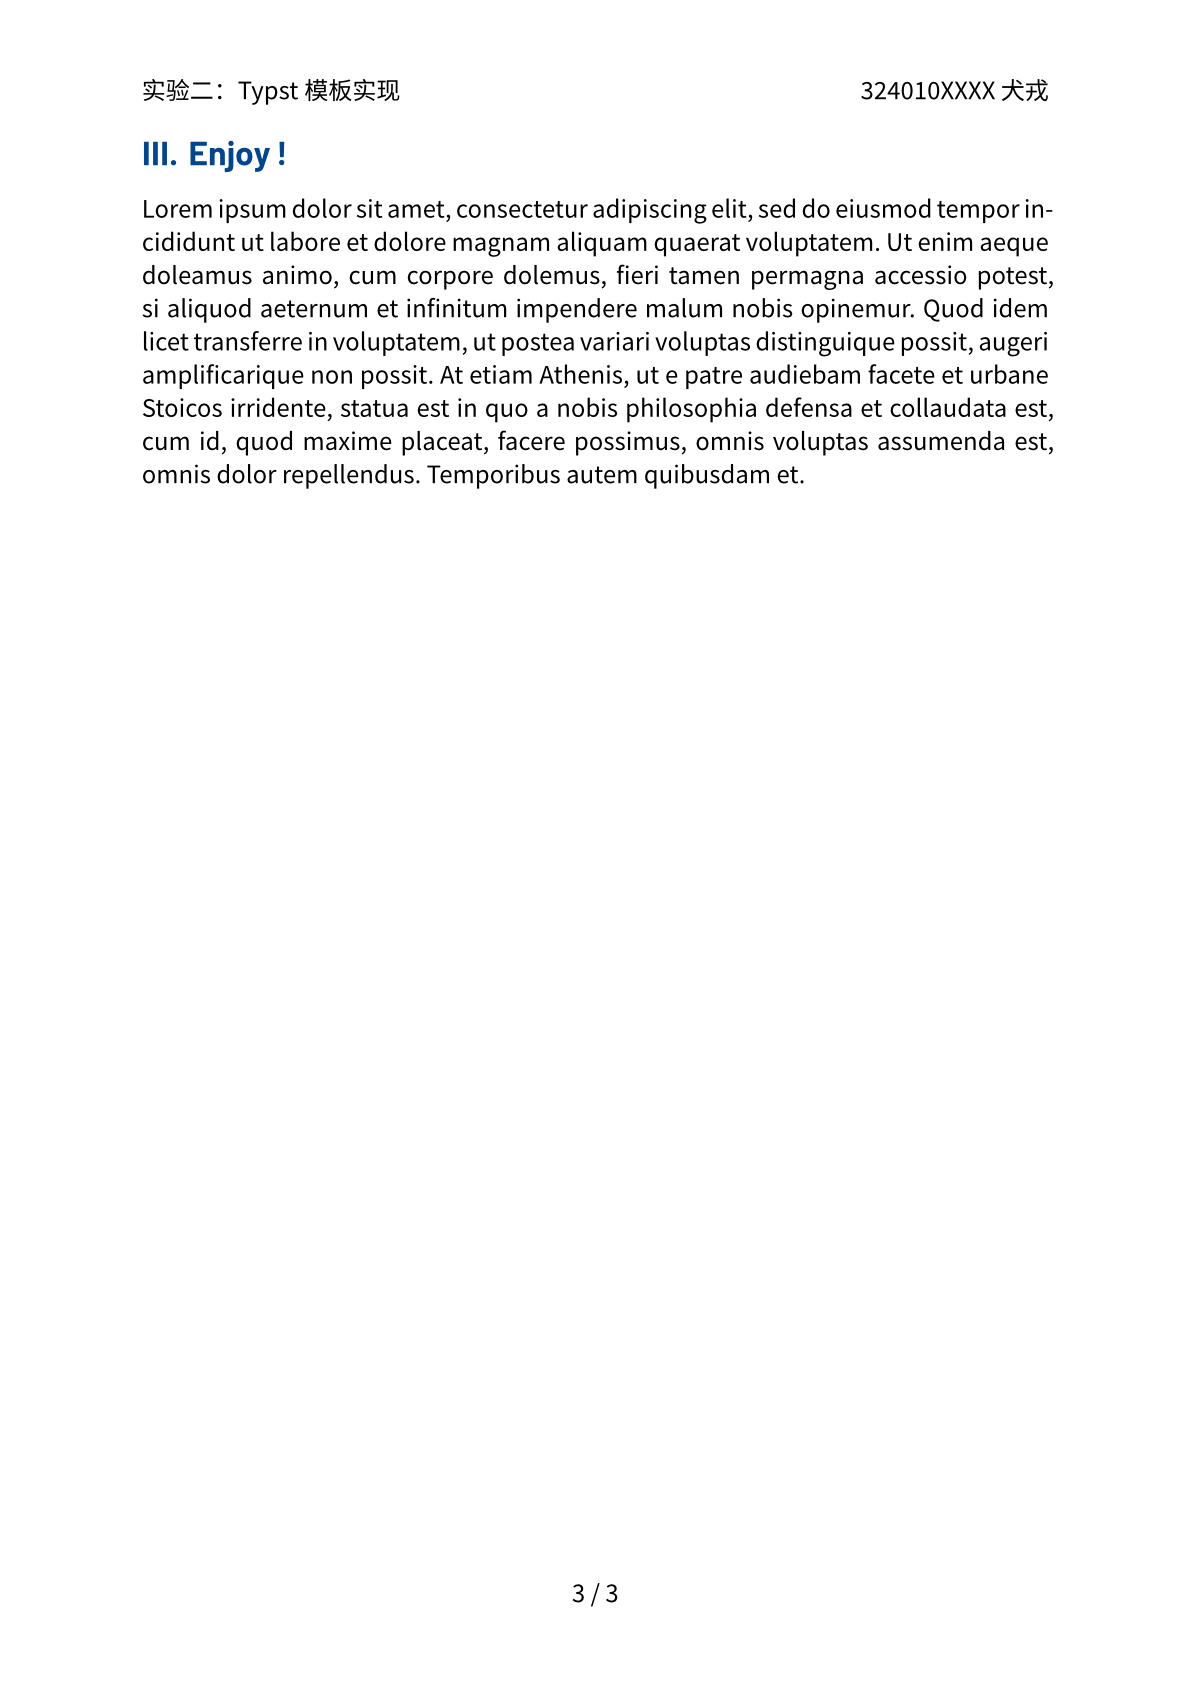 实验二：Typst 模板实现 324010XXXX 犬戎
III. Enjoy !
Lorem ipsum dolor sit amet, consectetur adipiscing elit, sed do eiusmod tempor in-
cididunt ut labore et dolore magnam aliquam quaerat voluptatem. Ut enim aeque
doleamus animo, cum corpore dolemus, fieri tamen permagna accessio potest,
si aliquod aeternum et infinitum impendere malum nobis opinemur. Quod idem
licet transferre in voluptatem, ut postea variari voluptas distinguique possit, augeri
amplificarique non possit. At etiam Athenis, ut e patre audiebam facete et urbane
Stoicos irridente, statua est in quo a nobis philosophia defensa et collaudata est,
cum id, quod maxime placeat, facere possimus, omnis voluptas assumenda est,
omnis dolor repellendus. Temporibus autem quibusdam et.
3 / 3